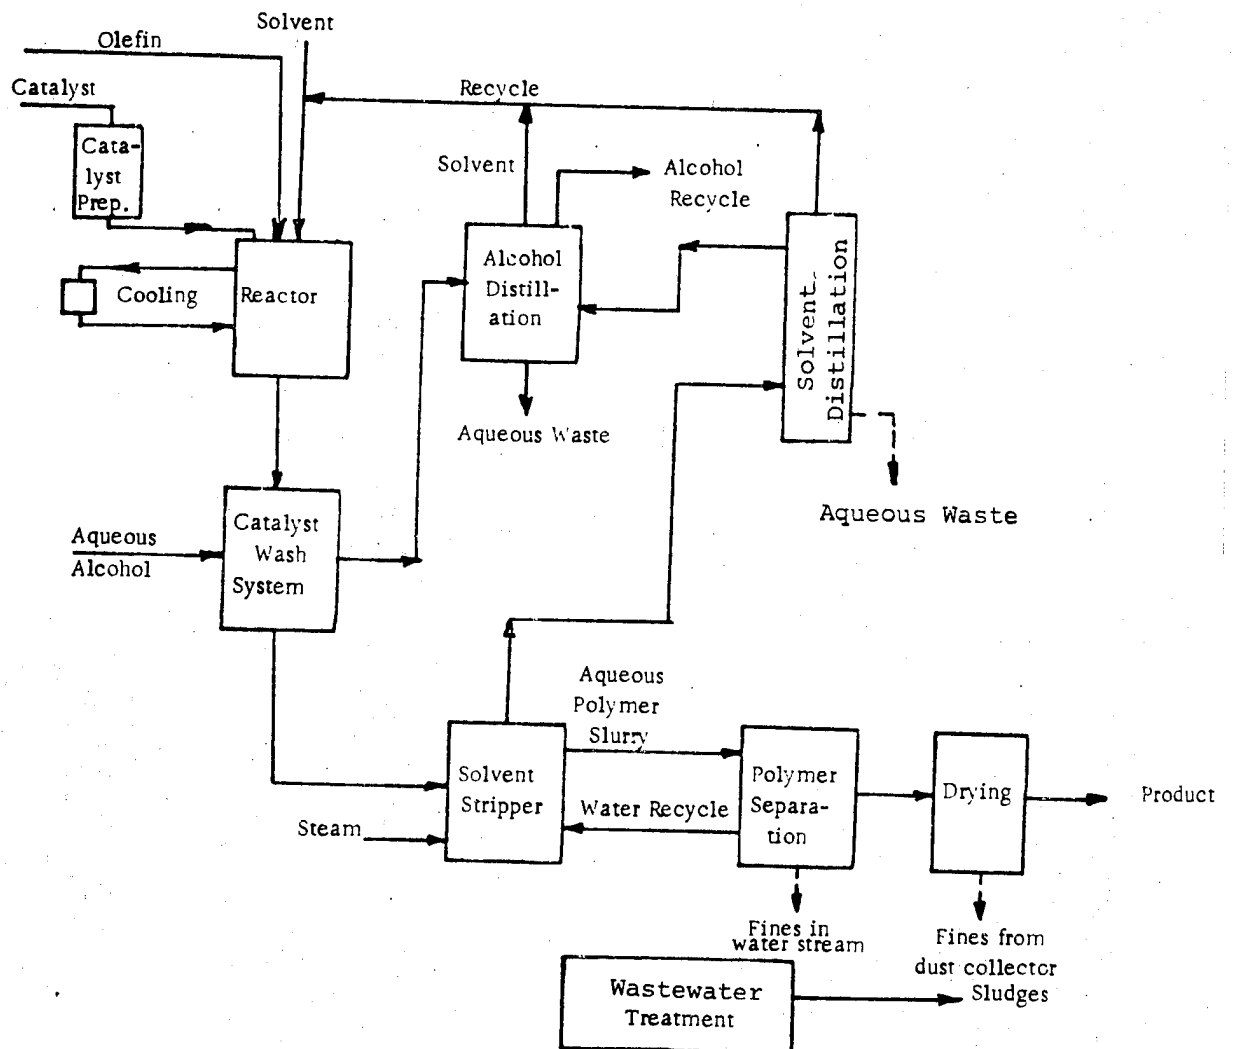 Solvent
Olefin
Catalyst
Recycle
Cata-
lyst
Prep.
Solvent
Alcohol
Recycle
Cooling
Reactor
Alcohol
Distill-
ation
Solvent
Distillation
Aqueous Waste
Aqueous Waste
Aqueous
Alcohol
Catalyst
Wash
System
Aqueous
Polymer
Slurry
Solvent
Stripper
Steam
Water Recycle
Polymer
Separa-
tion
Drying
Product
Fines in
water stream
Fines from
dust collector
Sludges
Wastewater
Treatment